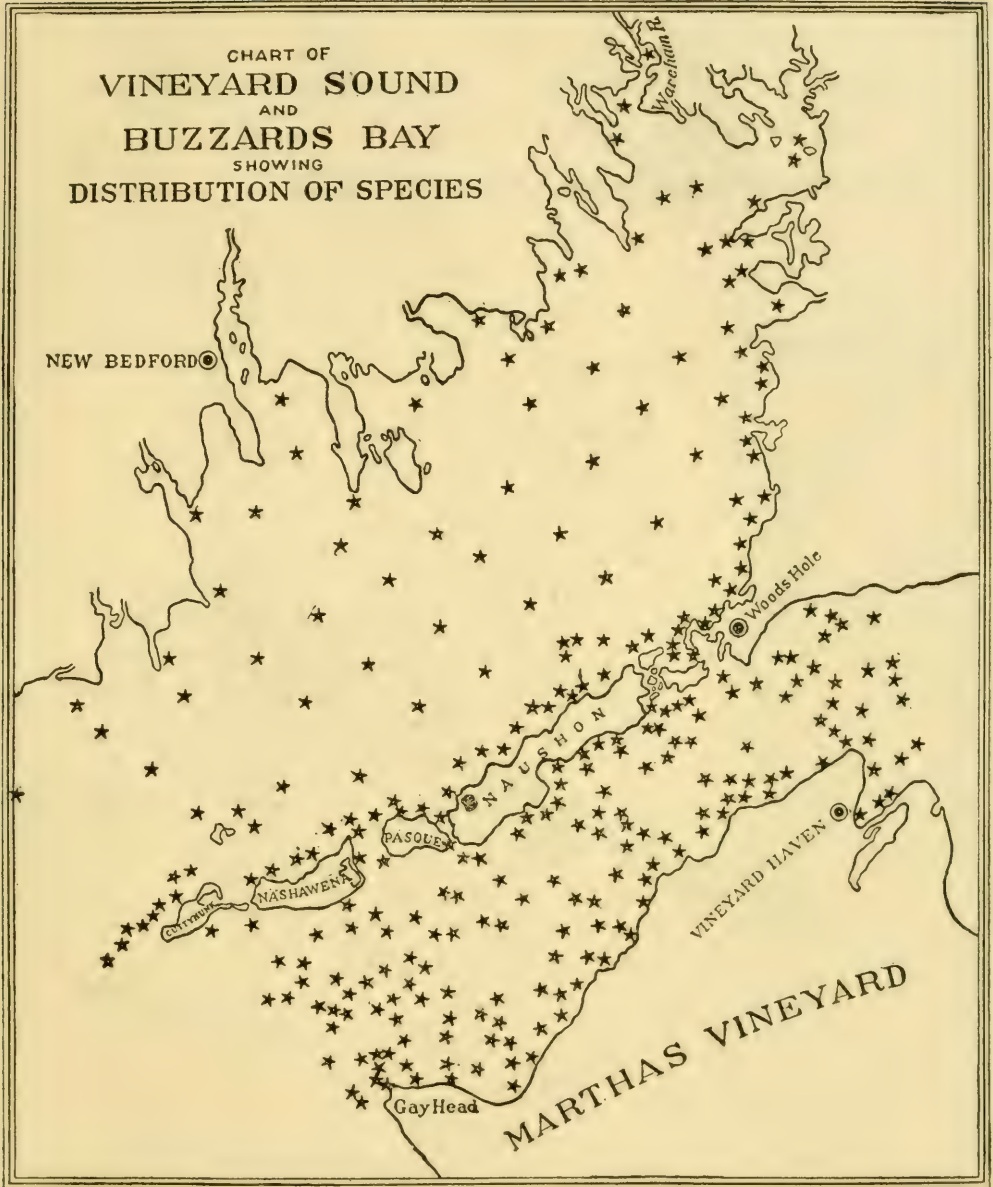 CHART OF
VINEYARD SOUND
AND
BUZZARDS BAY
SHOWING
DISTRIBUTION OF SPECIES
Wareham R.
NEW BEDFORD
Woods Hole
NAUSHON
PASQUE
NASHAWENA
CUTTYHUNK
VINEYARD HAVEN
MARTHAS VINEYARD
Gay Head